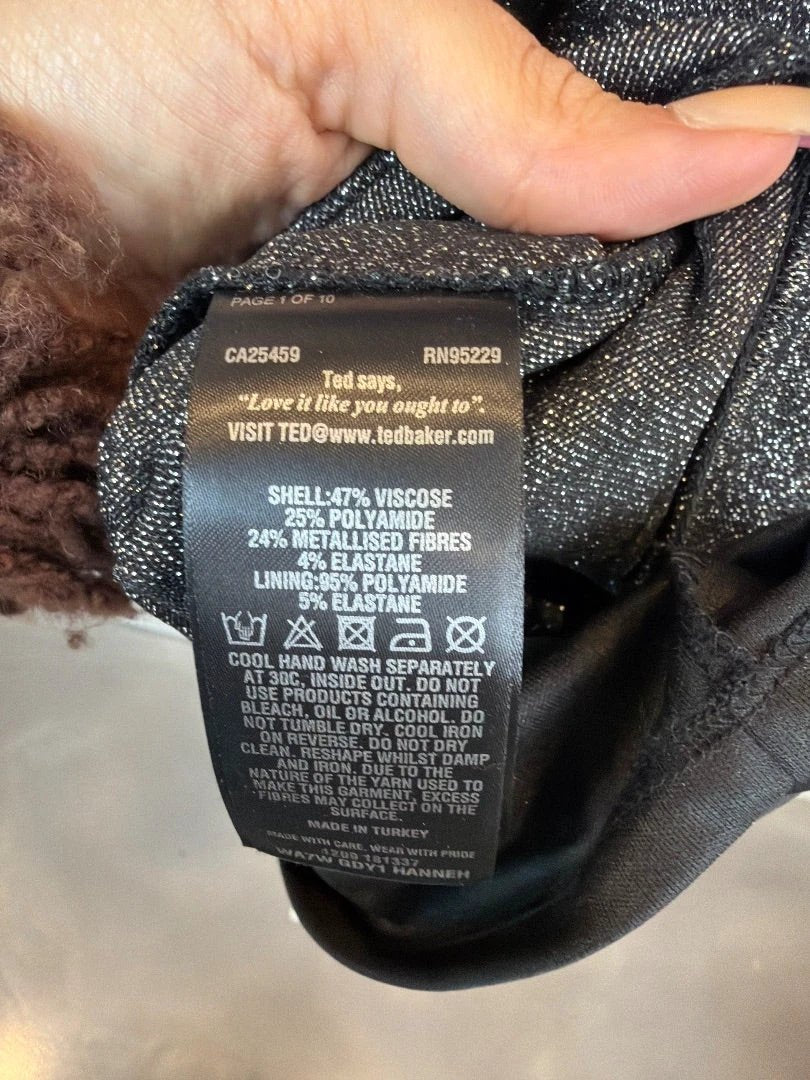 PAGE 1 OF 10
CA25459 RN95229
Ted says,
"Love it like you ought to".
VISIT TED@www.tedbaker.com
SHELL:47% VISCOSE
25% POLYAMIDE
24% METALLISED FIBRES
4% ELASTANE
LINING:95% POLYAMIDE
5% ELASTANE
COOL HAND WASH SEPARATELY
AT 30C, INSIDE OUT. DO NOT
USE PRODUCTS CONTAINING
BLEACH, OIL OR ALCOHOL. DO
NOT TUMBLE DRY. COOL IRON
ON REVERSE. DO NOT DRY
CLEAN. RESHAPE WHILST DAMP
AND IRON. DUE TO THE
NATURE OF THE YARN USED TO
MAKE THIS GARMENT, EXCESS
FIBRES MAY COLLECT ON THE
SURFACE.
MADE IN TURKEY
MADE WITH CARE. WEAR WITH PRIDE
1209 181337
WA7W GDY1 HANNEH